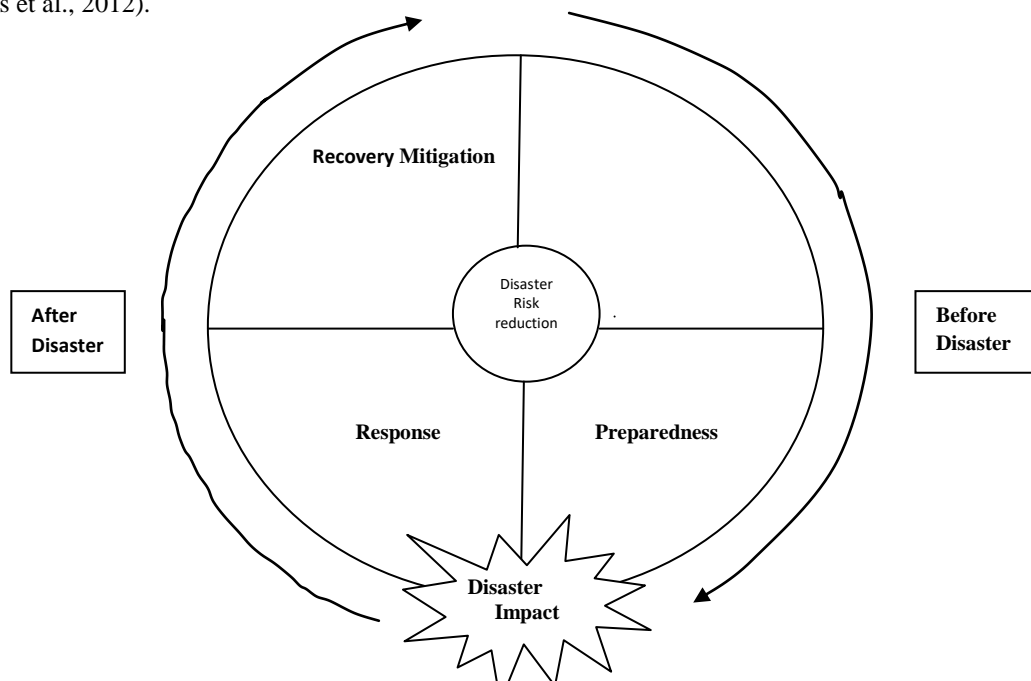 s et al., 2012).
Recovery Mitigation
Disaster
Risk
reduction
After
Disaster
Before
Disaster
Response
Preparedness
Disaster
Impact